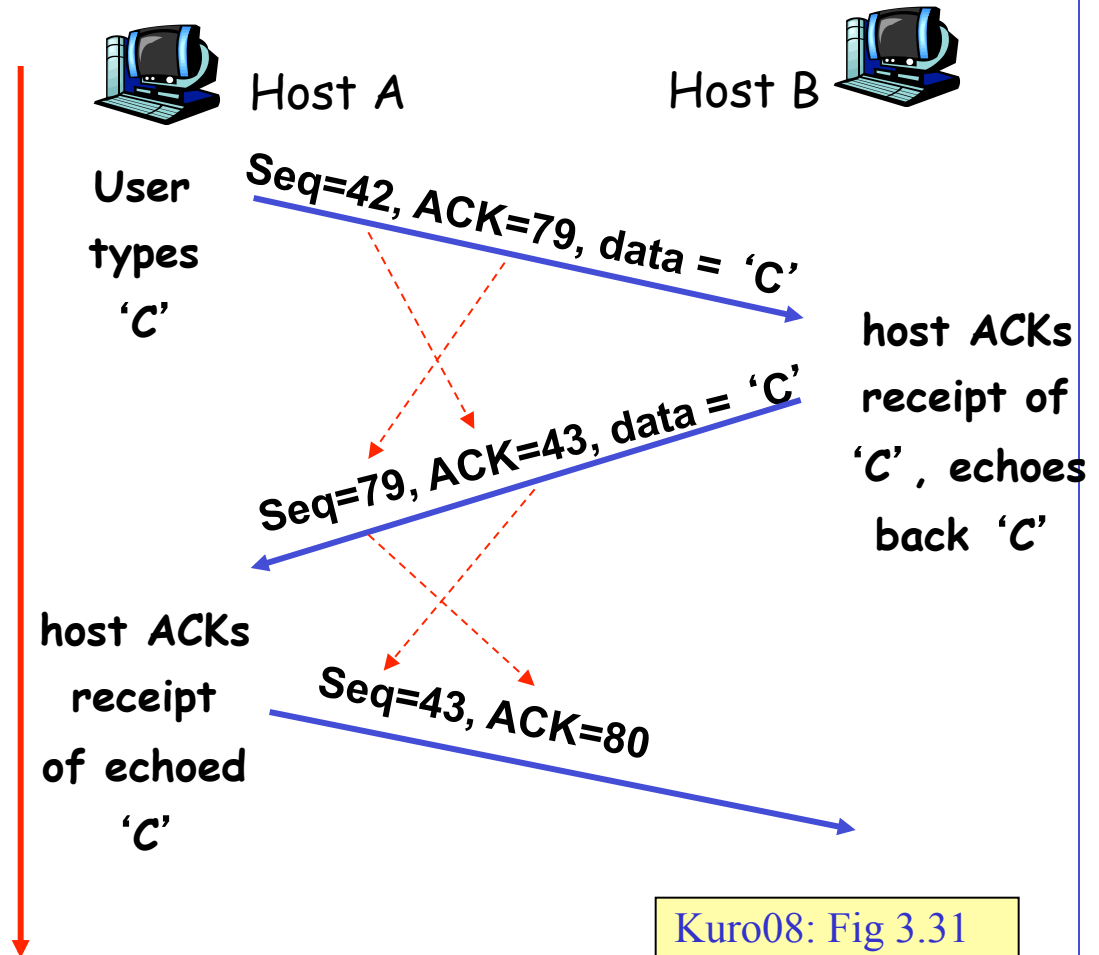 Host A
Host B
User
types
‘C’
Seq=42, ACK=79, data = ‘C’
host ACKs
receipt of
‘C’, echoes
back ‘C’
Seq=79, ACK=43, data = ‘C’
host ACKs
receipt
of echoed
‘C’
Seq=43, ACK=80
Kuro08: Fig 3.31